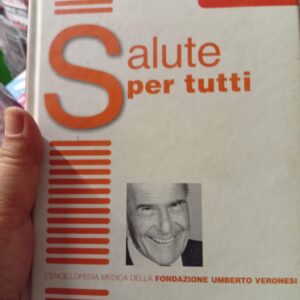 Salute
per tutti
L'ENCICLOPEDIA MEDICA DELLA FONDAZIONE UMBERTO VERONESI